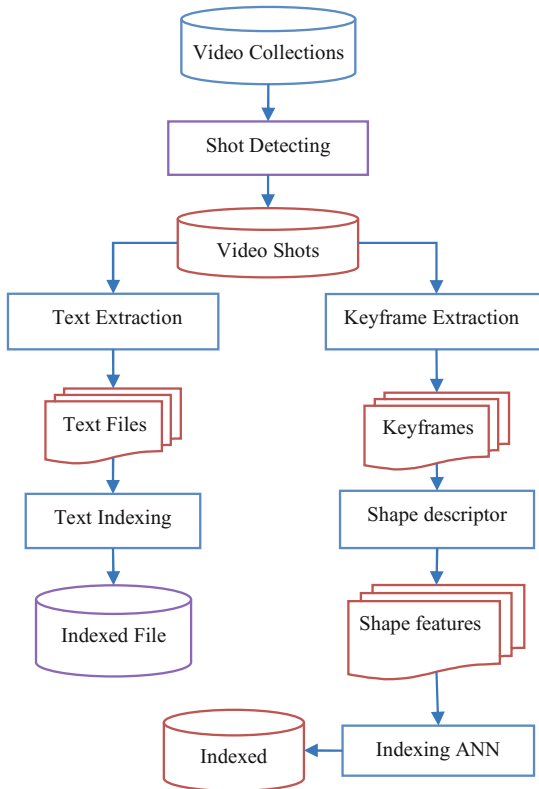 Video Collections
Shot Detecting
Video Shots
Text Extraction
Keyframe Extraction
Text Files
Keyframes
Text Indexing
Shape descriptor
Indexed File
Shape features
Indexed
Indexing ANN